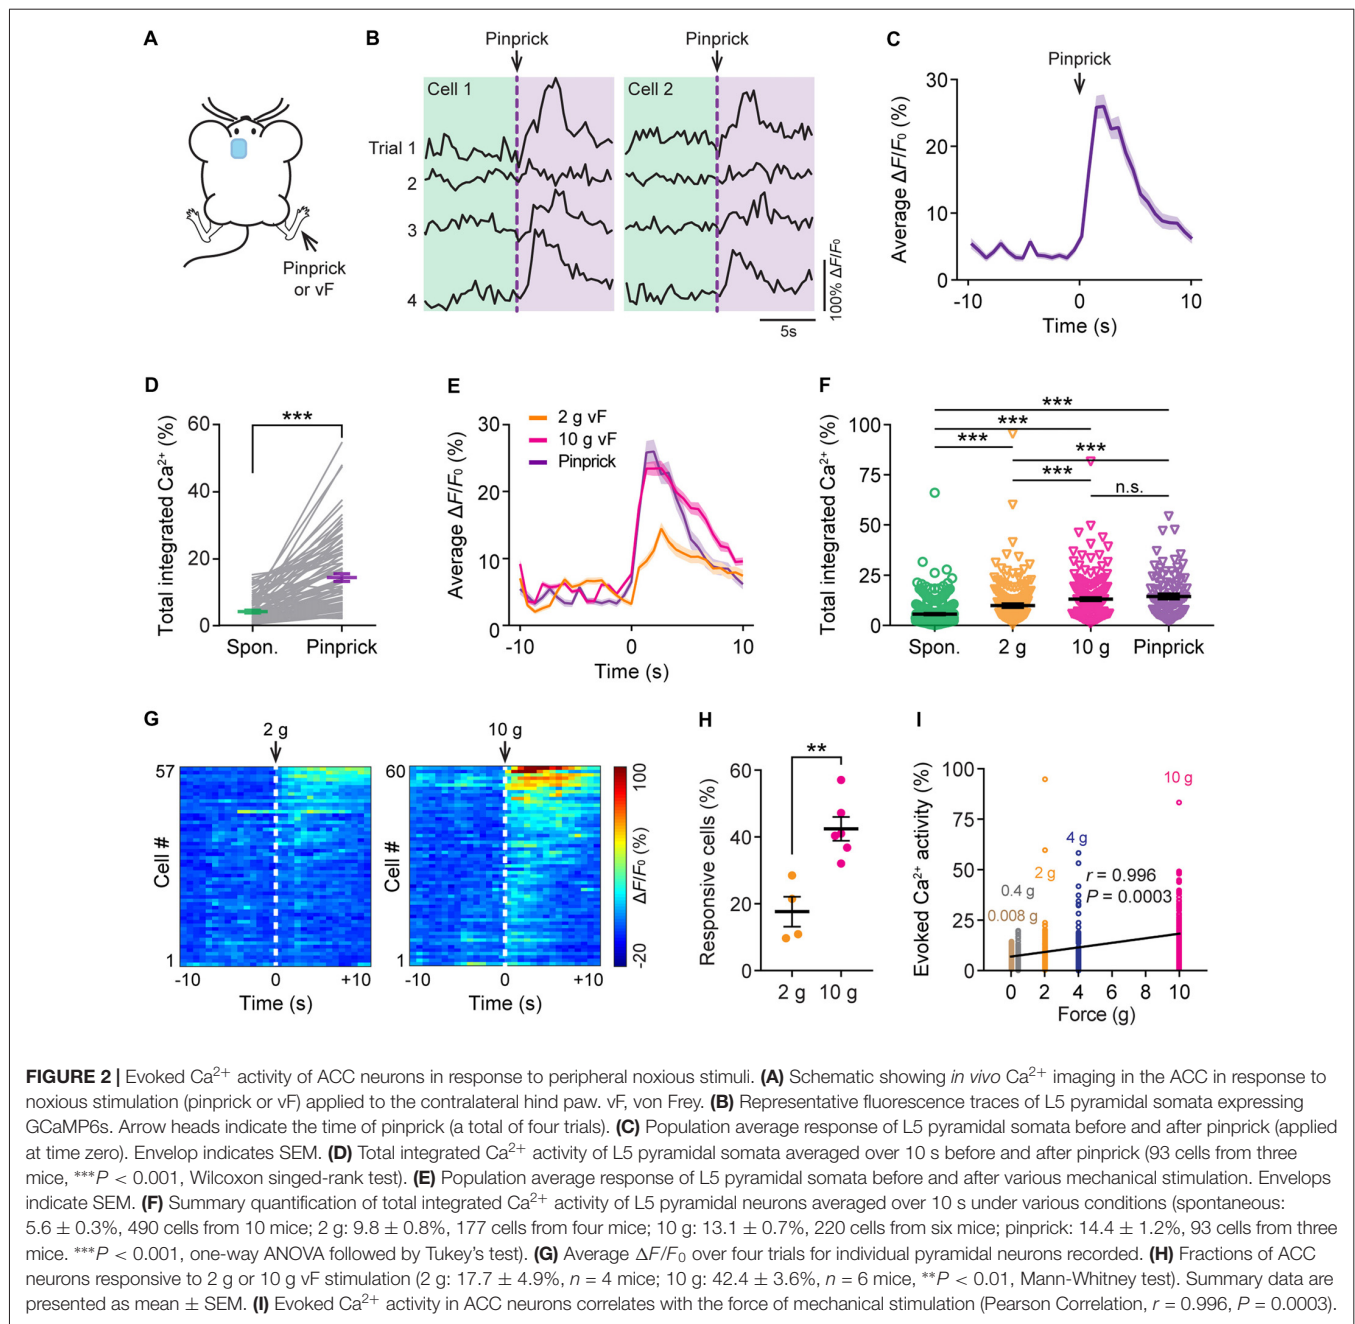 A
Pinprick
or vF
B
Pinprick
Pinprick
Cell 1
Cell 2
Trial 1
2
3
4
100% ΔF/F₀
5s
C
Pinprick
Average ΔF/F₀ (%)
30
20
10
0
-10
0
10
Time (s)
D
Total integrated Ca²⁺ (%)
60
40
20
0
***
Spon.
Pinprick
E
2 g vF
10 g vF
Pinprick
Average ΔF/F₀ (%)
30
20
10
0
-10
0
10
Time (s)
F
Total integrated Ca²⁺ (%)
100
75
50
25
0
***
***
***
***
***
n.s.
Spon.
2 g
10 g
Pinprick
G
2 g
10 g
57
1
Cell #
60
1
Cell #
-10
0
+10
Time (s)
-10
0
+10
Time (s)
100
-20
ΔF/F₀ (%)
H
Responsive cells (%)
60
40
20
0
**
2 g
10 g
I
Evoked Ca²⁺ activity (%)
100
75
50
25
0
0.008 g
0.4 g
2 g
4 g
10 g
r = 0.996
P = 0.0003
0
2
4
6
8
10
Force (g)
FIGURE 2 | Evoked Ca²⁺ activity of ACC neurons in response to peripheral noxious stimuli. (A) Schematic showing in vivo Ca²⁺ imaging in the ACC in response to
noxious stimulation (pinprick or vF) applied to the contralateral hind paw. vF, von Frey. (B) Representative fluorescence traces of L5 pyramidal somata expressing
GCaMP6s. Arrow heads indicate the time of pinprick (a total of four trials). (C) Population average response of L5 pyramidal somata before and after pinprick (applied
at time zero). Envelop indicates SEM. (D) Total integrated Ca²⁺ activity of L5 pyramidal somata averaged over 10 s before and after pinprick (93 cells from three
mice, ***P < 0.001, Wilcoxon singed-rank test). (E) Population average response of L5 pyramidal somata before and after various mechanical stimulation. Envelops
indicate SEM. (F) Summary quantification of total integrated Ca²⁺ activity of L5 pyramidal neurons averaged over 10 s under various conditions (spontaneous:
5.6 ± 0.3%, 490 cells from 10 mice; 2 g: 9.8 ± 0.8%, 177 cells from four mice; 10 g: 13.1 ± 0.7%, 220 cells from six mice; pinprick: 14.4 ± 1.2%, 93 cells from three
mice. ***P < 0.001, one-way ANOVA followed by Tukey's test). (G) Average ΔF/F₀ over four trials for individual pyramidal neurons recorded. (H) Fractions of ACC
neurons responsive to 2 g or 10 g vF stimulation (2 g: 17.7 ± 4.9%, n = 4 mice; 10 g: 42.4 ± 3.6%, n = 6 mice, **P < 0.01, Mann-Whitney test). Summary data are
presented as mean ± SEM. (I) Evoked Ca²⁺ activity in ACC neurons correlates with the force of mechanical stimulation (Pearson Correlation, r = 0.996, P = 0.0003).